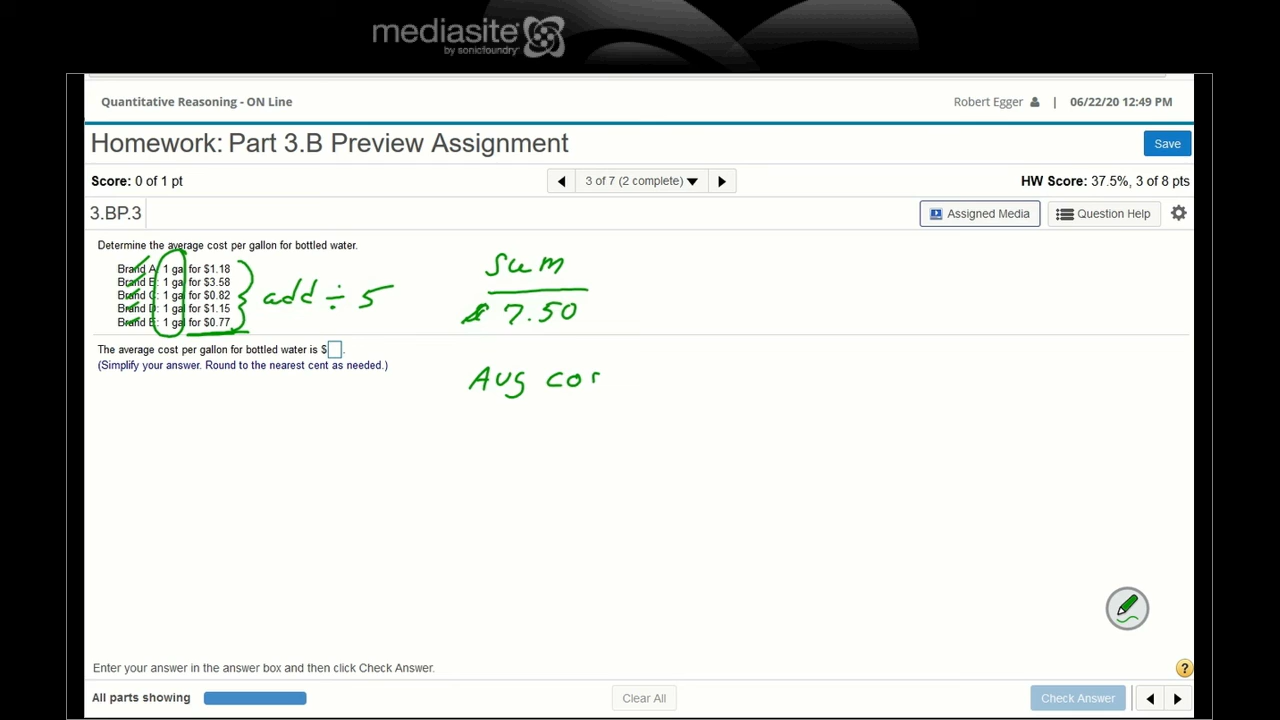 mediasite
by sonicfoundry
Quantitative Reasoning - ON Line
Robert Egger | 06/22/20 12:49 PM
Homework: Part 3.B Preview Assignment
Save
Score: 0 of 1 pt
3 of 7 (2 complete)
HW Score: 37.5%, 3 of 8 pts
3.BP.3
Assigned Media
Question Help
Determine the average cost per gallon for bottled water.
Brand A: 1 gal for $1.18
Brand B: 1 gal for $3.58
Brand C: 1 gal for $0.82
Brand D: 1 gal for $1.15
Brand E: 1 gal for $0.77
add ÷ 5
Sum
$ 7.50
The average cost per gallon for bottled water is $ .
(Simplify your answer. Round to the nearest cent as needed.)
Avg cor
Enter your answer in the answer box and then click Check Answer.
?
All parts showing
Clear All
Check Answer